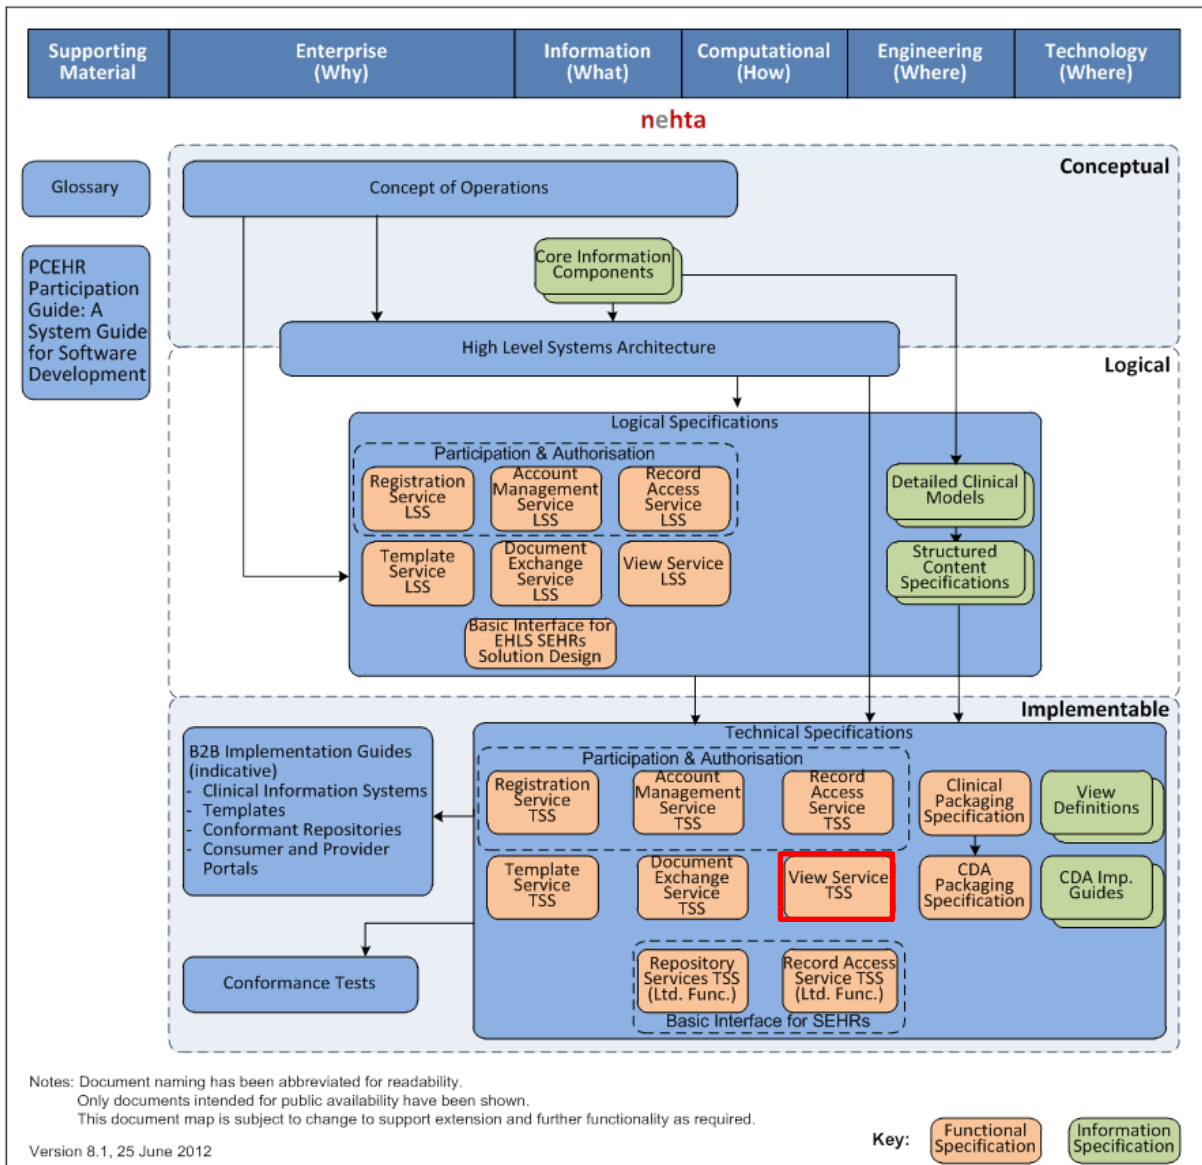 Supporting
Material
Enterprise
(Why)
Information
(What)
Computational
(How)
Engineering
(Where)
Technology
(Where)
nehta
Conceptual
Glossary
Concept of Operations
PCEHR
Participation
Guide: A
System Guide
for Software
Development
Core Information
Components
High Level Systems Architecture
Logical
Logical Specifications
Participation & Authorisation
Registration
Service
LSS
Account
Management
Service
LSS
Record
Access
Service
LSS
Detailed Clinical
Models
Template
Service
LSS
Document
Exchange
Service
LSS
View Service
LSS
Structured
Content
Specifications
Basic Interface for
EHLS SEHRs
Solution Design
Implementable
B2B Implementation Guides
(indicative)
- Clinical Information Systems
- Templates
- Conformant Repositories
- Consumer and Provider
Portals
Technical Specifications
Participation & Authorisation
Registration
Service
TSS
Account
Management
Service
TSS
Record
Access
Service
TSS
Clinical
Packaging
Specification
View
Definitions
Template
Service
TSS
Document
Exchange
Service
TSS
View Service
TSS
CDA
Packaging
Specification
CDA Imp.
Guides
Conformance Tests
Repository
Services TSS
(Ltd. Func.)
Record Access
Service TSS
(Ltd. Func.)
Basic Interface for SEHRs
Notes: Document naming has been abbreviated for readability.
Only documents intended for public availability have been shown.
This document map is subject to change to support extension and further functionality as required.
Version 8.1, 25 June 2012
Key:
Functional
Specification
Information
Specification